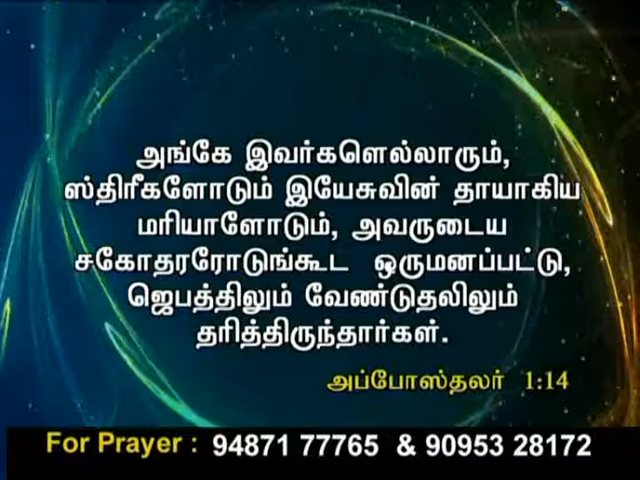 அங்கே இவர்களெல்லாரும்,
ஸ்திரீகளோடும் இயேசுவின் தாயாகிய
மரியாளோடும், அவருடைய
சகோதரரோடுங்கூட ஒருமனப்பட்டு,
ஜெபத்திலும் வேண்டுதலிலும்
தரித்திருந்தார்கள்.
அப்போஸ்தலர் 1:14
For Prayer : 94871 77765 & 90953 28172